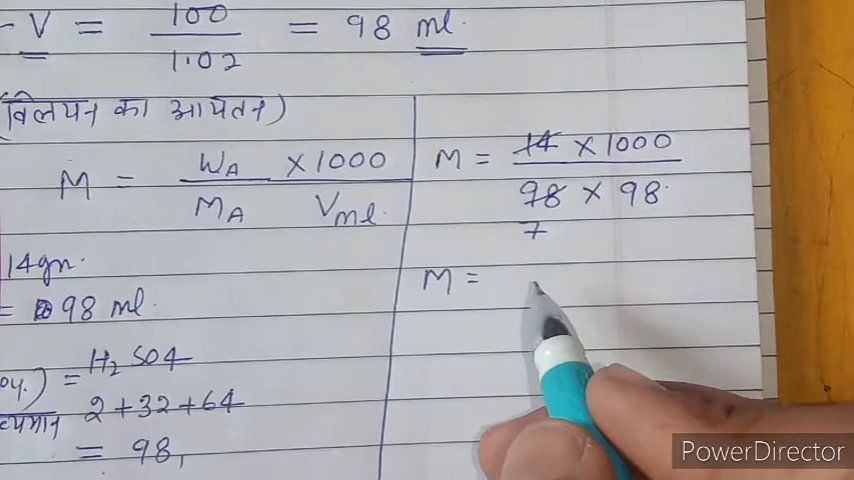 V = 100 / 1.02 = 98 ml.
(विलयन का आयतन)
M = WA × 1000 / MA Vml.
14gm.
= 98 ml.
= H2SO4
2+32+64
= 98,
M = 14 × 1000 / 98 × 98
7
M =
PowerDirector